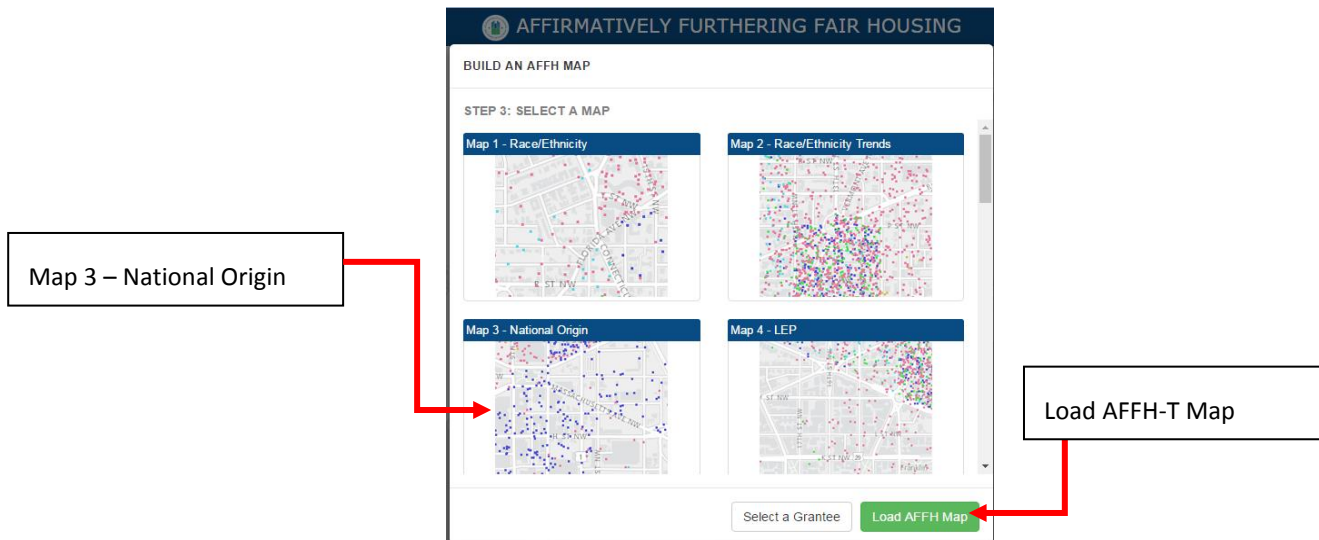 AFFIRMATIVELY FURTHERING FAIR HOUSING
BUILD AN AFFH MAP
STEP 3: SELECT A MAP
Map 1 - Race/Ethnicity
Map 2 - Race/Ethnicity Trends
Map 3 - National Origin
Map 4 - LEP
Map 3 – National Origin
Load AFFH-T Map
Select a Grantee
Load AFFH Map